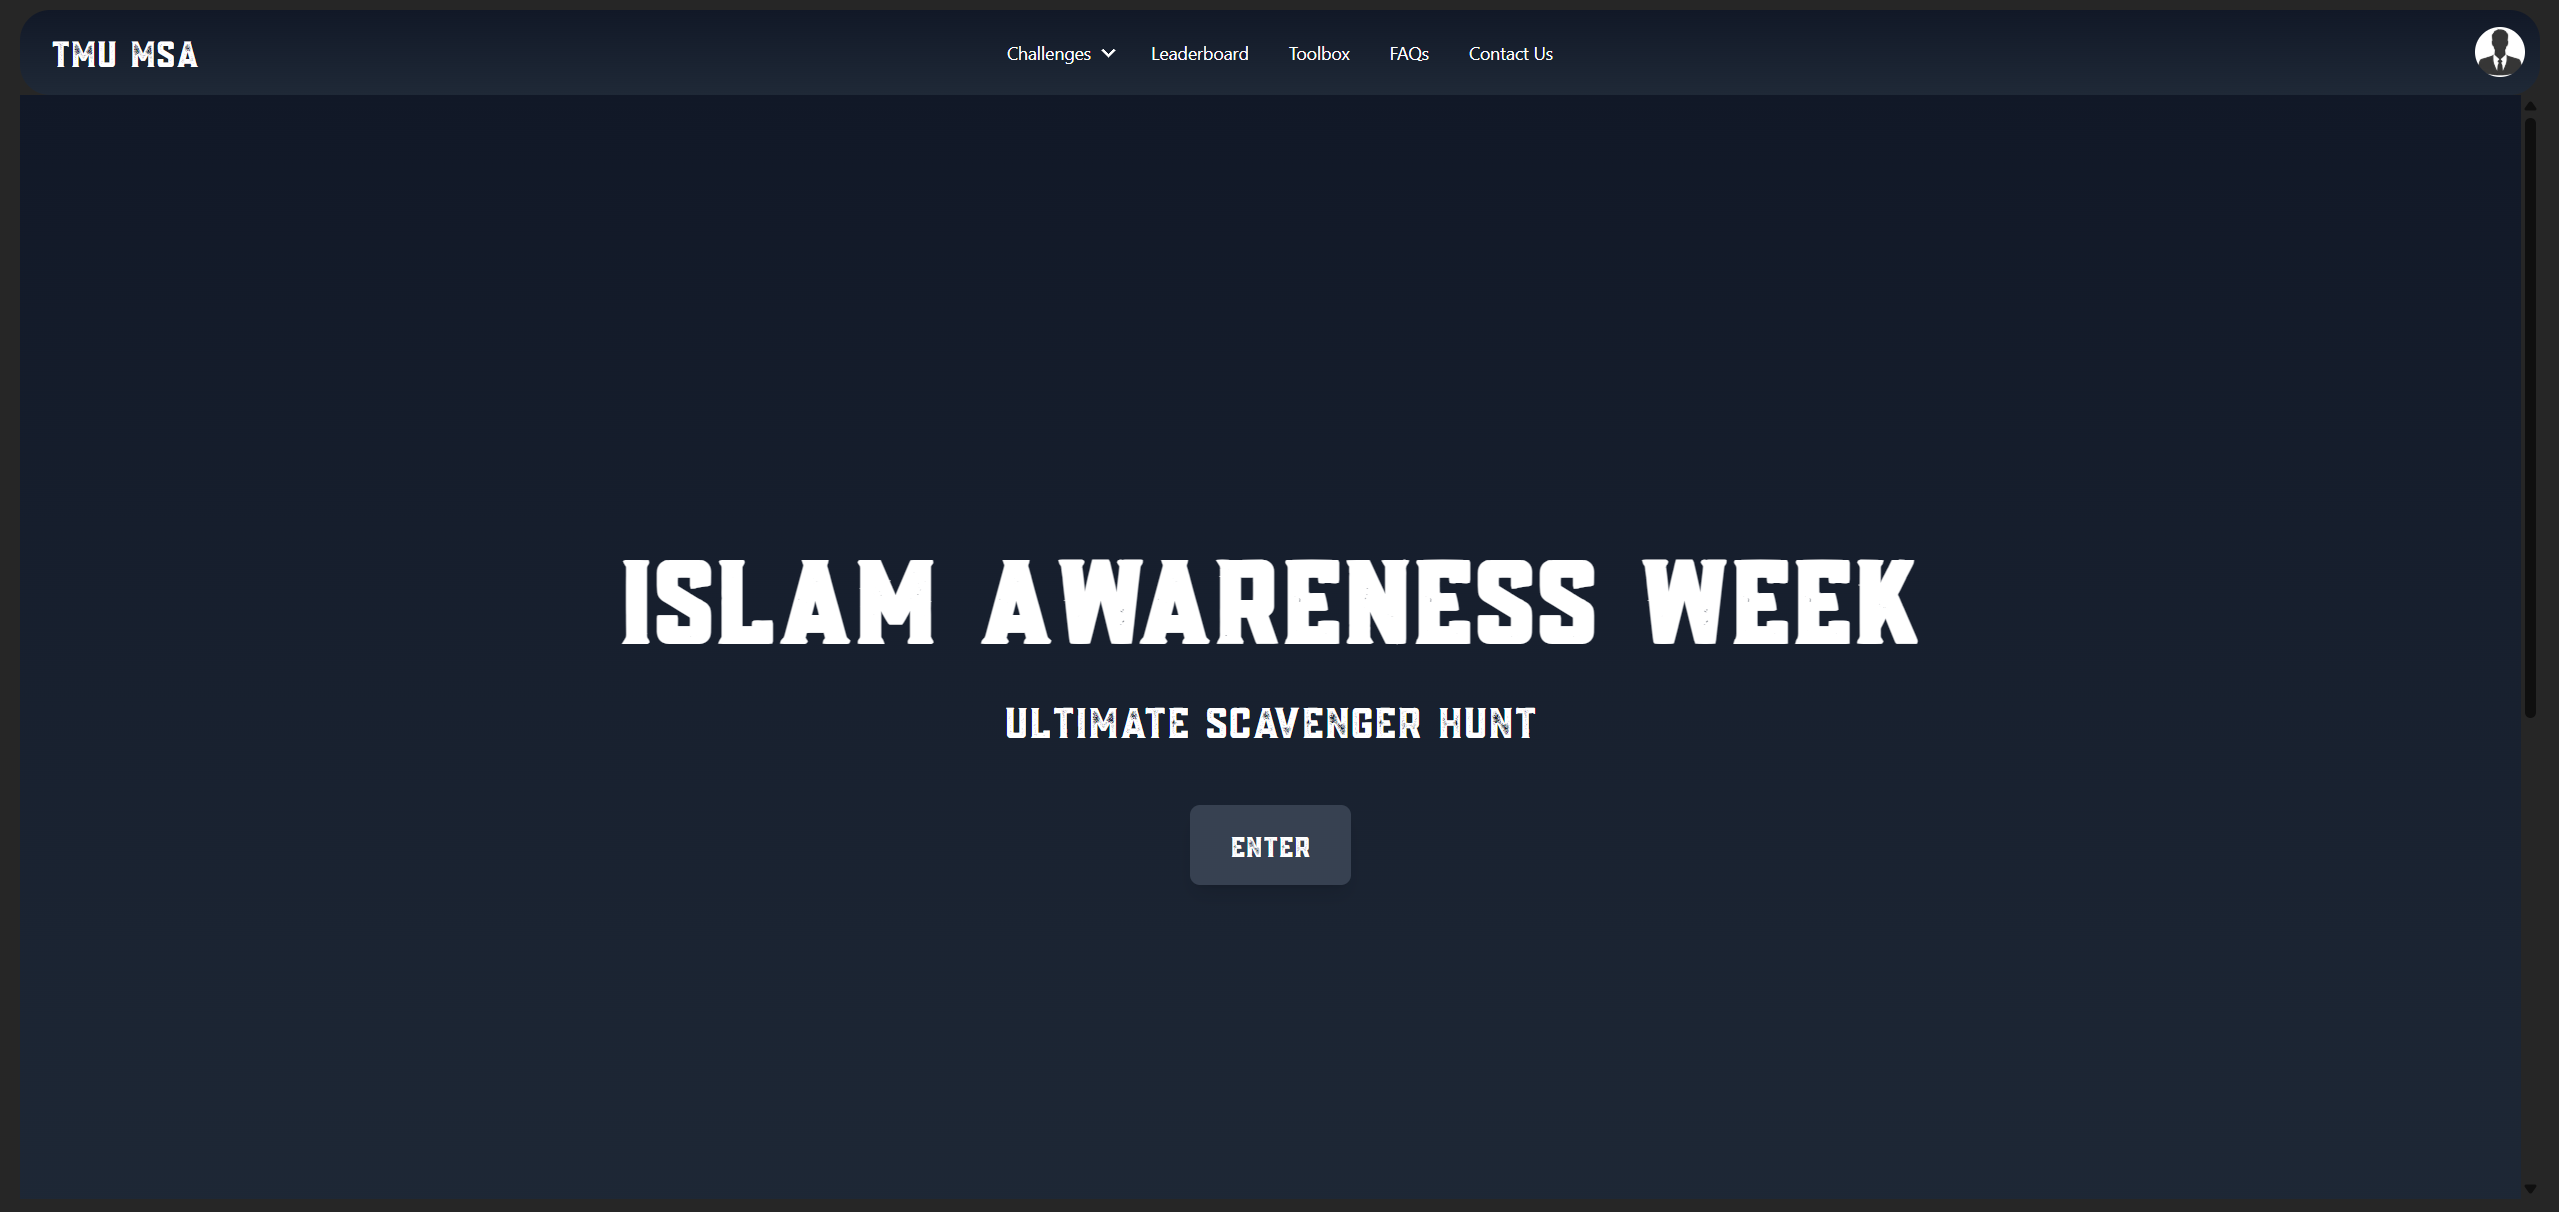 TMU MSA
Challenges Leaderboard Toolbox FAQs Contact Us
ISLAM AWARENESS WEEK
ULTIMATE SCAVENGER HUNT
ENTER